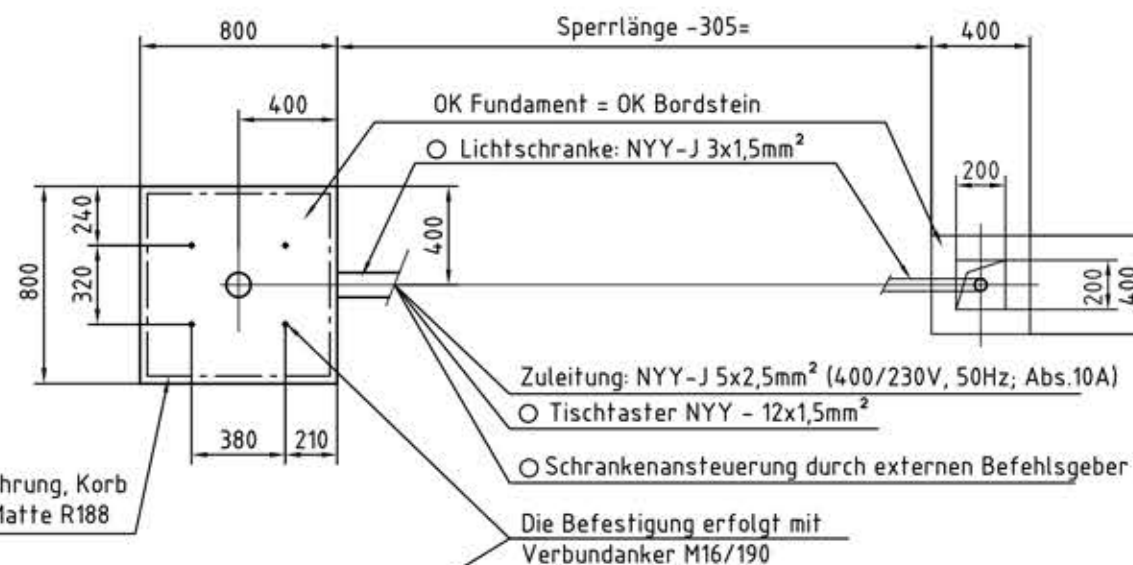 800
Sperrlänge -305=
400
400
OK Fundament = OK Bordstein
○ Lichtschranke: NYY-J 3x1,5mm²
200
240
400
800
320
200
400
Zuleitung: NYY-J 5x2,5mm² (400/230V, 50Hz; Abs.10A)
○ Tischtaster NYY - 12x1,5mm²
380
210
○ Schrankenansteuerung durch externen Befehlsgeber
hrung, Korb
Matte R188
Die Befestigung erfolgt mit
Verbundanker M16/190